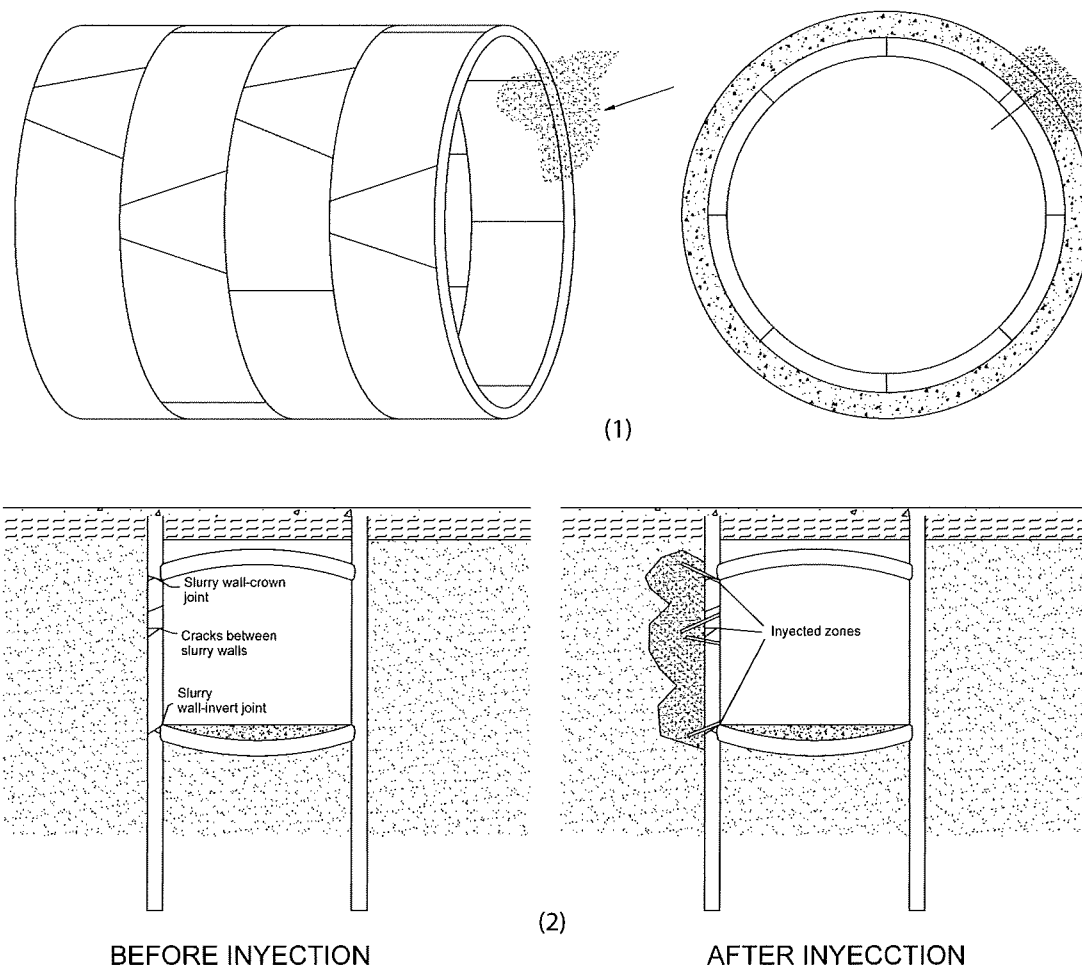 (1)
Slurry wall-crown
joint
Cracks between
slurry walls
Slurry
wall-invert joint
Inyected zones
(2)
BEFORE INYECTION
AFTER INYECCTION